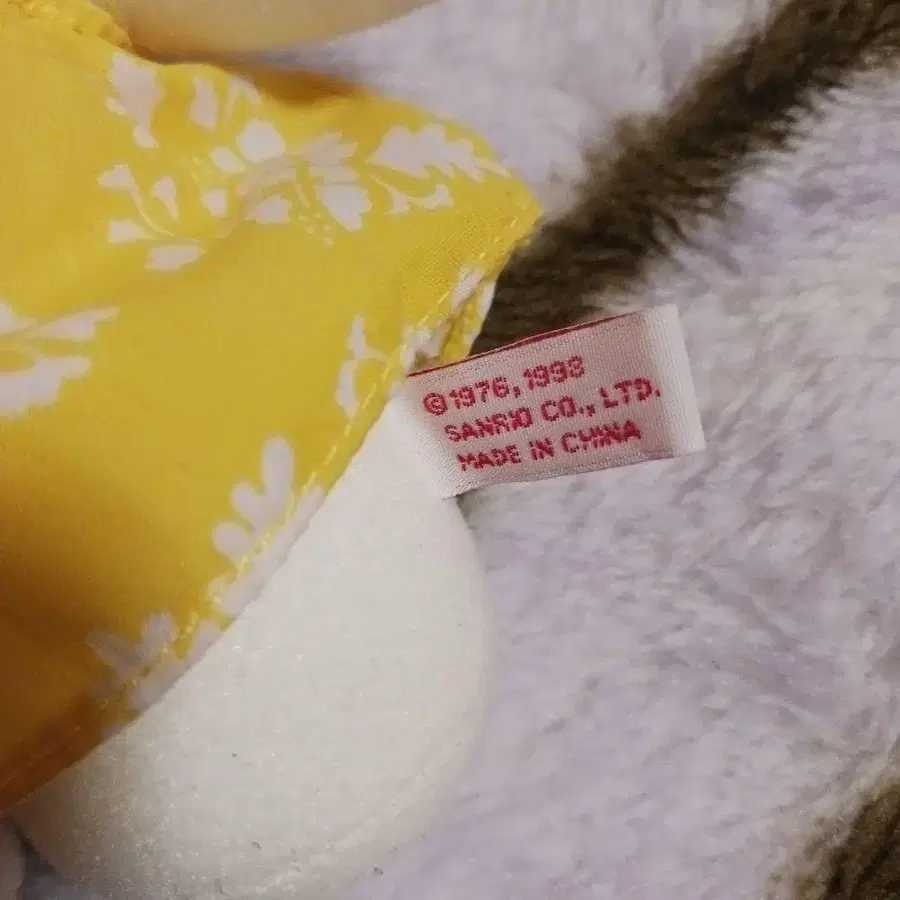 ©1976, 1998
SANRIO CO., LTD.
MADE IN CHINA